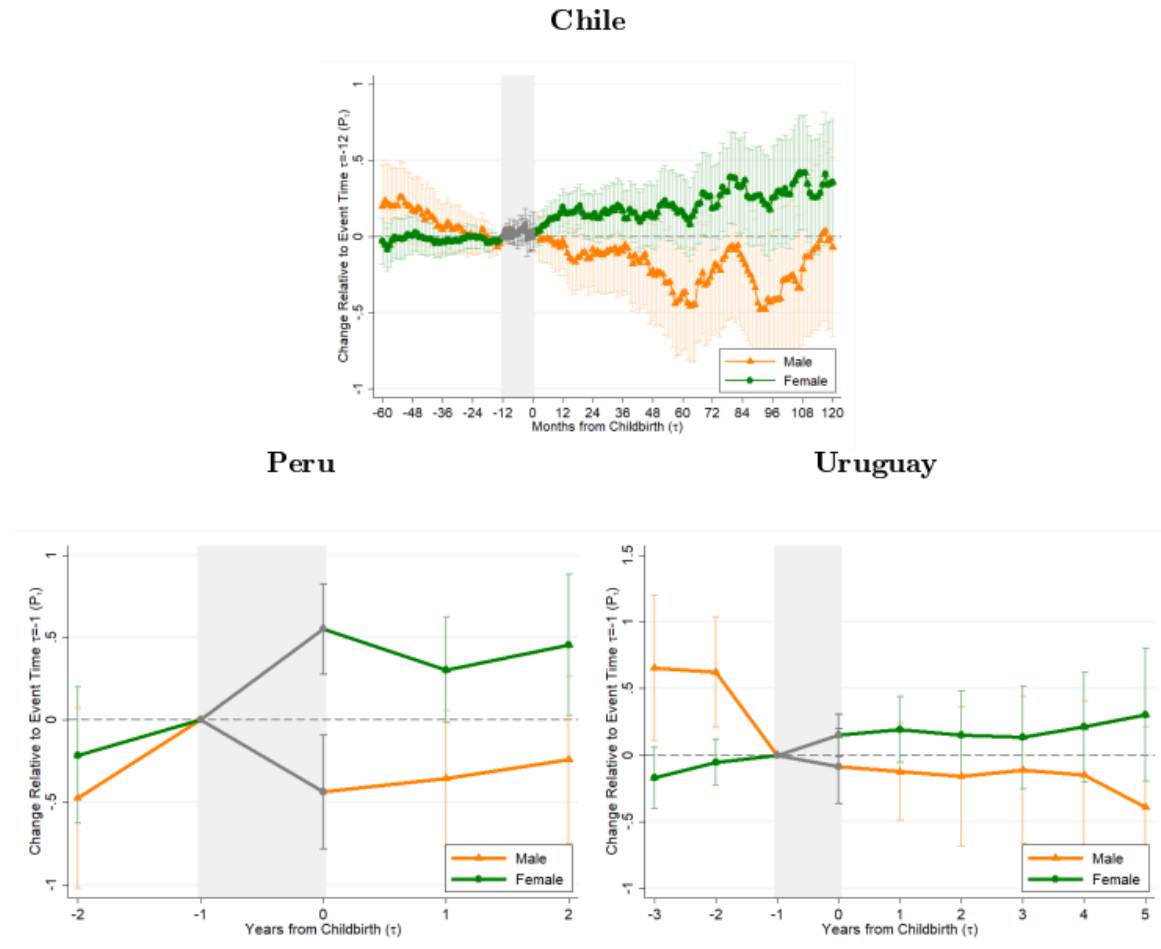 Chile
Change Relative to Event Time τ=-12 (Pτ)
1
.5
0
-.5
-1
-60 -48 -36 -24 -12 0 12 24 36 48 60 72 84 96 108 120
Months from Childbirth (τ)
Male
Female
Peru
Change Relative to Event Time τ=-1 (Pτ)
1
.5
0
-.5
-1
-2 -1 0 1 2
Years from Childbirth (τ)
Male
Female
Uruguay
Change Relative to Event Time τ=-1 (Pτ)
1.5
1
.5
0
-.5
-1
-3 -2 -1 0 1 2 3 4 5
Years from Childbirth (τ)
Male
Female